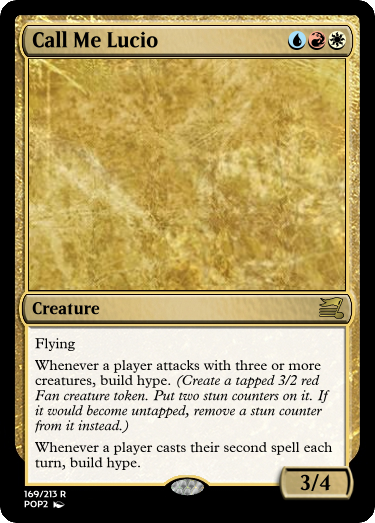 Call Me Lucio
Creature
Flying
Whenever a player attacks with three or more
creatures, build hype. (Create a tapped 3/2 red
Fan creature token. Put two stun counters on it. If
it would become untapped, remove a stun counter
from it instead.)
Whenever a player casts their second spell each
turn, build hype.
3/4
169/213 R
POP2